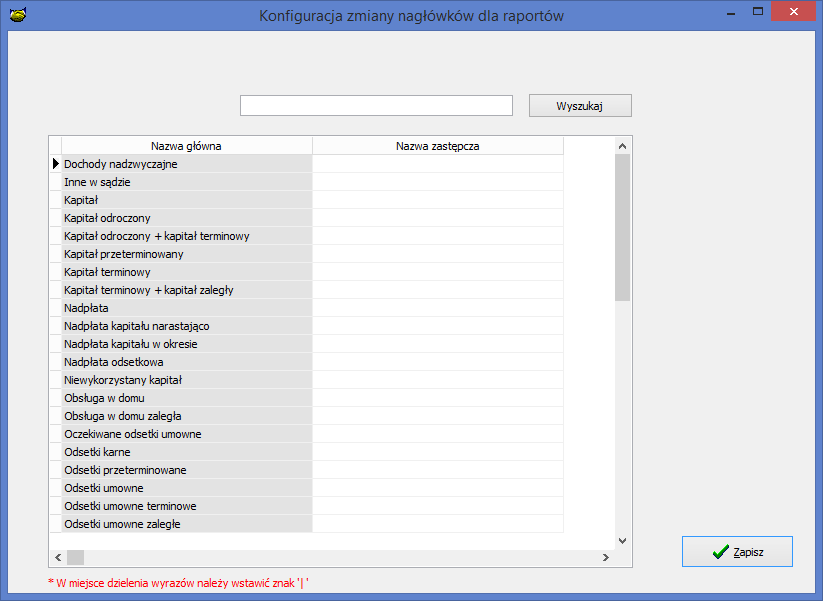 Konfiguracja zmiany nagłówków dla raportów
Wyszukaj
Nazwa główna Nazwa zastępcza
Dochody nadzwyczajne
Inne w sądzie
Kapitał
Kapitał odroczony
Kapitał odroczony + kapitał terminowy
Kapitał przeterminowany
Kapitał terminowy
Kapitał terminowy + kapitał zaległy
Nadpłata
Nadpłata kapitału narastająco
Nadpłata kapitału w okresie
Nadpłata odsetkowa
Niewykorzystany kapitał
Obsługa w domu
Obsługa w domu zaległa
Oczekiwane odsetki umowne
Odsetki karne
Odsetki przeterminowane
Odsetki umowne
Odsetki umowne terminowe
Odsetki umowne zaległe
Zapisz
* W miejsce dzielenia wyrazów należy wstawić znak '|'